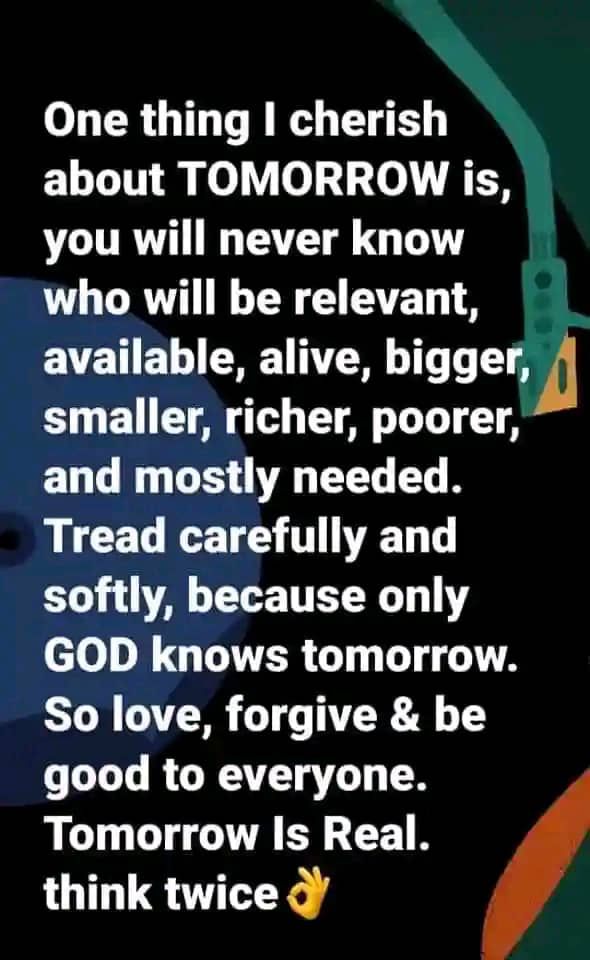 One thing I cherish
about TOMORROW is,
you will never know
who will be relevant,
available, alive, bigger,
smaller, richer, poorer,
and mostly needed.
Tread carefully and
softly, because only
GOD knows tomorrow.
So love, forgive & be
good to everyone.
Tomorrow Is Real.
think twice👌